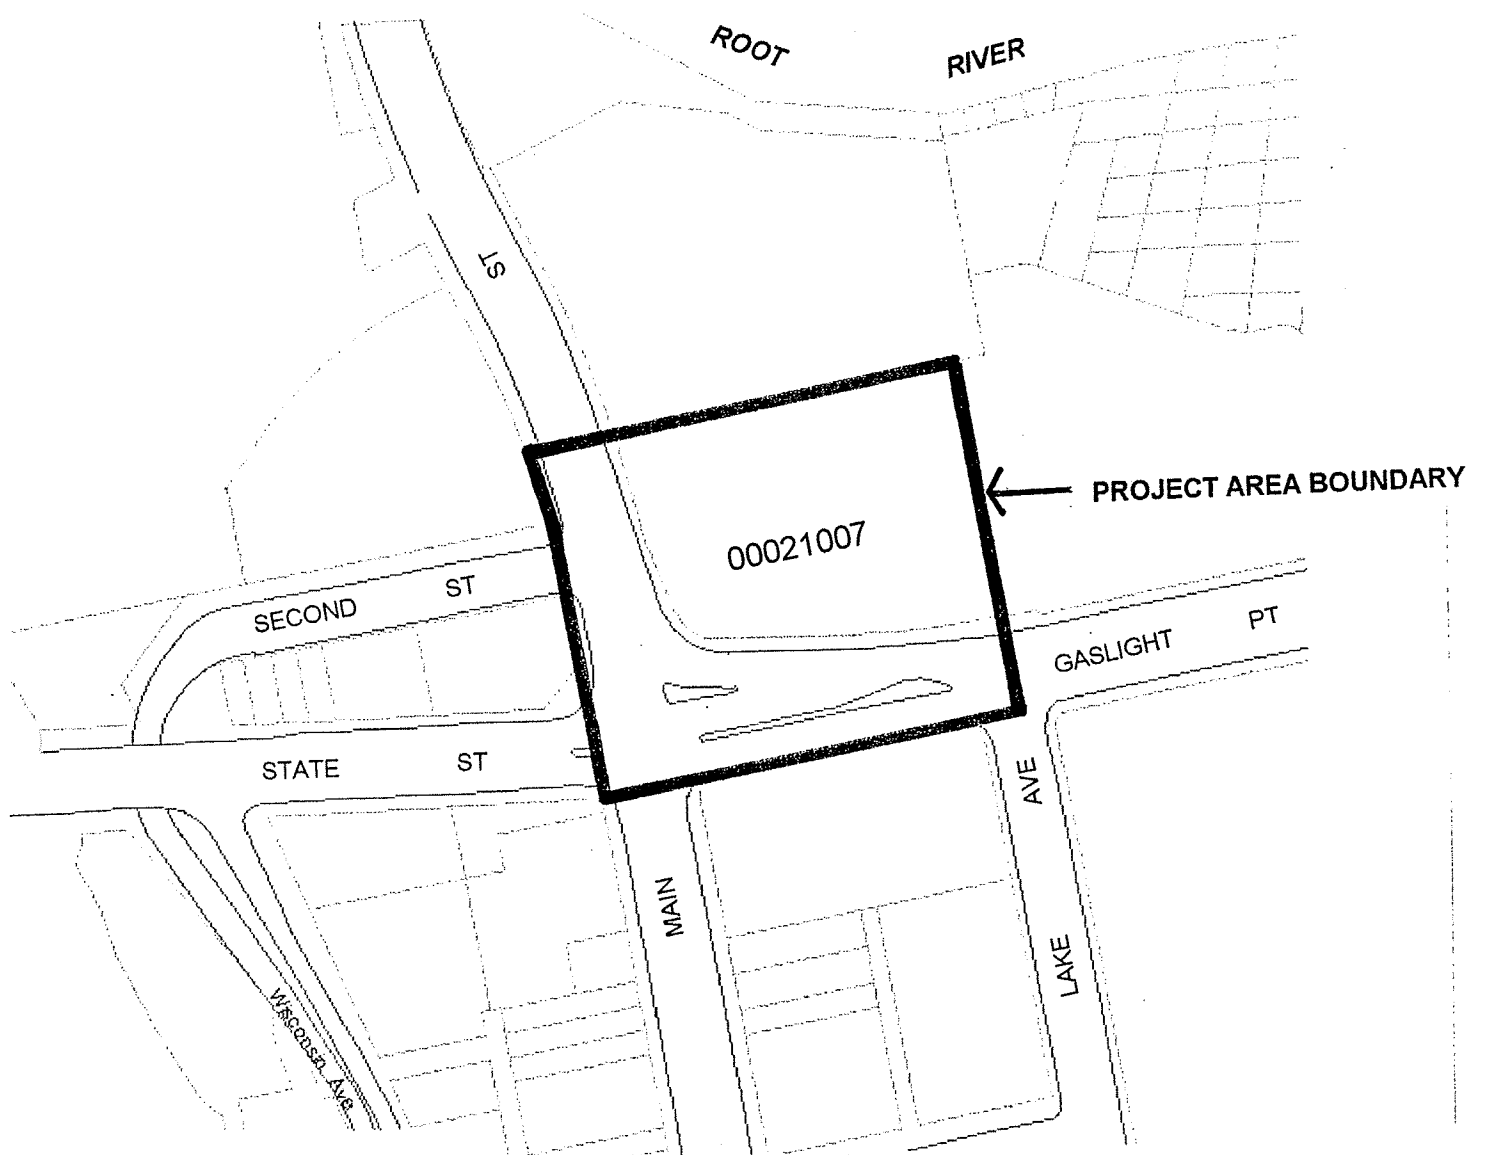 ROOT RIVER
ST
PROJECT AREA BOUNDARY
00021007
SECOND ST
GASLIGHT PT
STATE ST
AVE
LAKE
MAIN
Wisconsin Ave